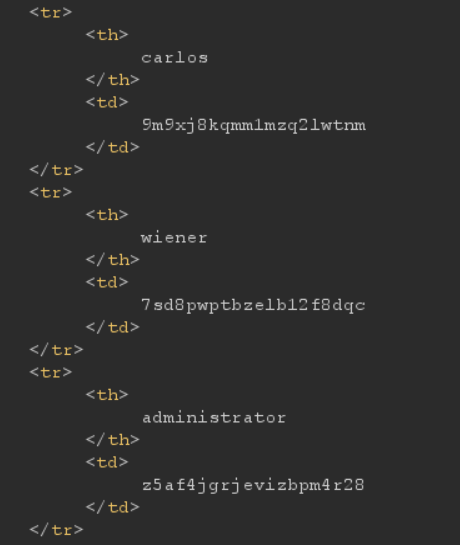 <tr>
<th>
carlos
</th>
<td>
9m9xj8kqmm1mzq2lwtnm
</td>
</tr>
<tr>
<th>
wiener
</th>
<td>
7sd8pwptbzelb12f8dqc
</td>
</tr>
<tr>
<th>
administrator
</th>
<td>
z5af4jgrjevizbpm4r28
</td>
</tr>